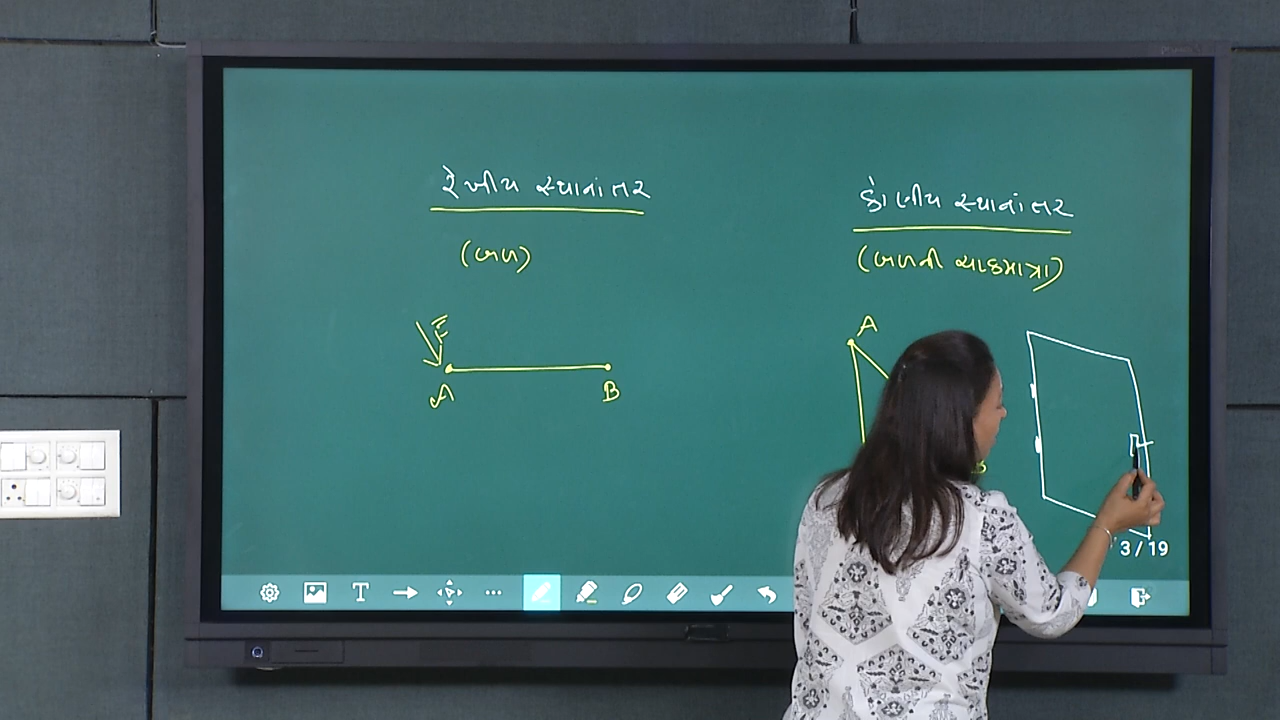 રેખીય સ્થાનાંતર
(બળ)
F
A
B
કોણીય સ્થાનાંતર
(બળની ચાકમાત્રા)
A
B
3 / 19
T